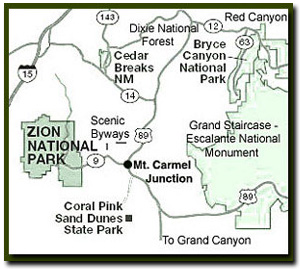 143
Dixie National
Forest
12
Red Canyon
63
Bryce
Canyon
National
Park
Cedar
Breaks
NM
15
14
ZION
NATIONAL
PARK
Scenic
Byways
89
Grand Staircase -
Escalante National
Monument
9
Mt. Carmel
Junction
89
Coral Pink
Sand Dunes
State Park
To Grand Canyon